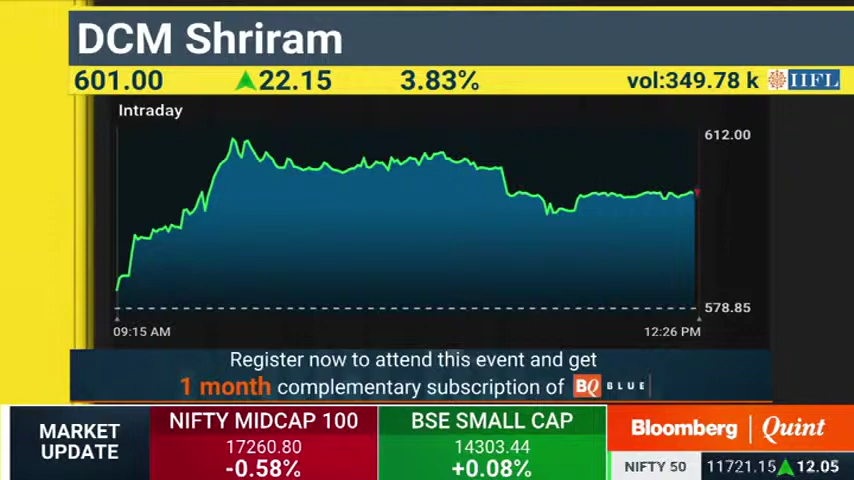 DCM Shriram
601.00 ▲22.15 3.83% vol:349.78 k IIFL
Intraday
612.00
578.85
09:15 AM 12:26 PM
Register now to attend this event and get
1 month complementary subscription of BQ BLUE
MARKET UPDATE
NIFTY MIDCAP 100
17260.80
-0.58%
BSE SMALL CAP
14303.44
+0.08%
Bloomberg | Quint
NIFTY 50 11721.15▲12.05